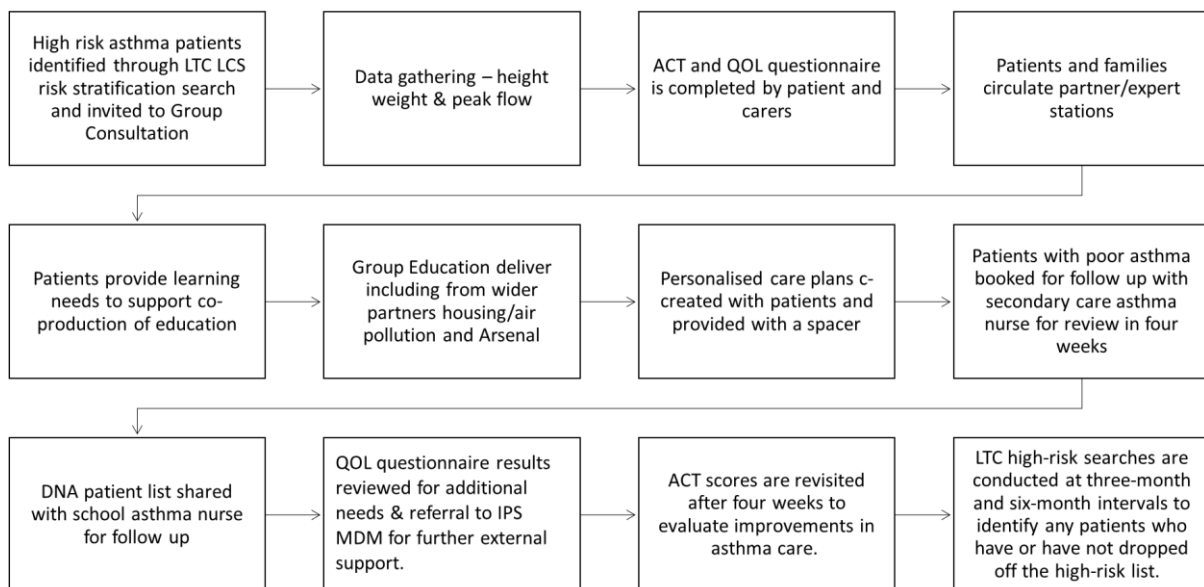 High risk asthma patients
identified through LTC LCS
risk stratification search
and invited to Group
Consultation
Data gathering – height
weight & peak flow
ACT and QOL questionnaire
is completed by patient and
carers
Patients and families
circulate partner/expert
stations
Patients provide learning
needs to support co-
production of education
Group Education deliver
including from wider
partners housing/air
pollution and Arsenal
Personalised care plans c-
created with patients and
provided with a spacer
Patients with poor asthma
booked for follow up with
secondary care asthma
nurse for review in four
weeks
DNA patient list shared
with school asthma nurse
for follow up
QOL questionnaire results
reviewed for additional
needs & referral to IPS
MDM for further external
support.
ACT scores are revisited
after four weeks to
evaluate improvements in
asthma care.
LTC high-risk searches are
conducted at three-month
and six-month intervals to
identify any patients who
have or have not dropped
off the high-risk list.